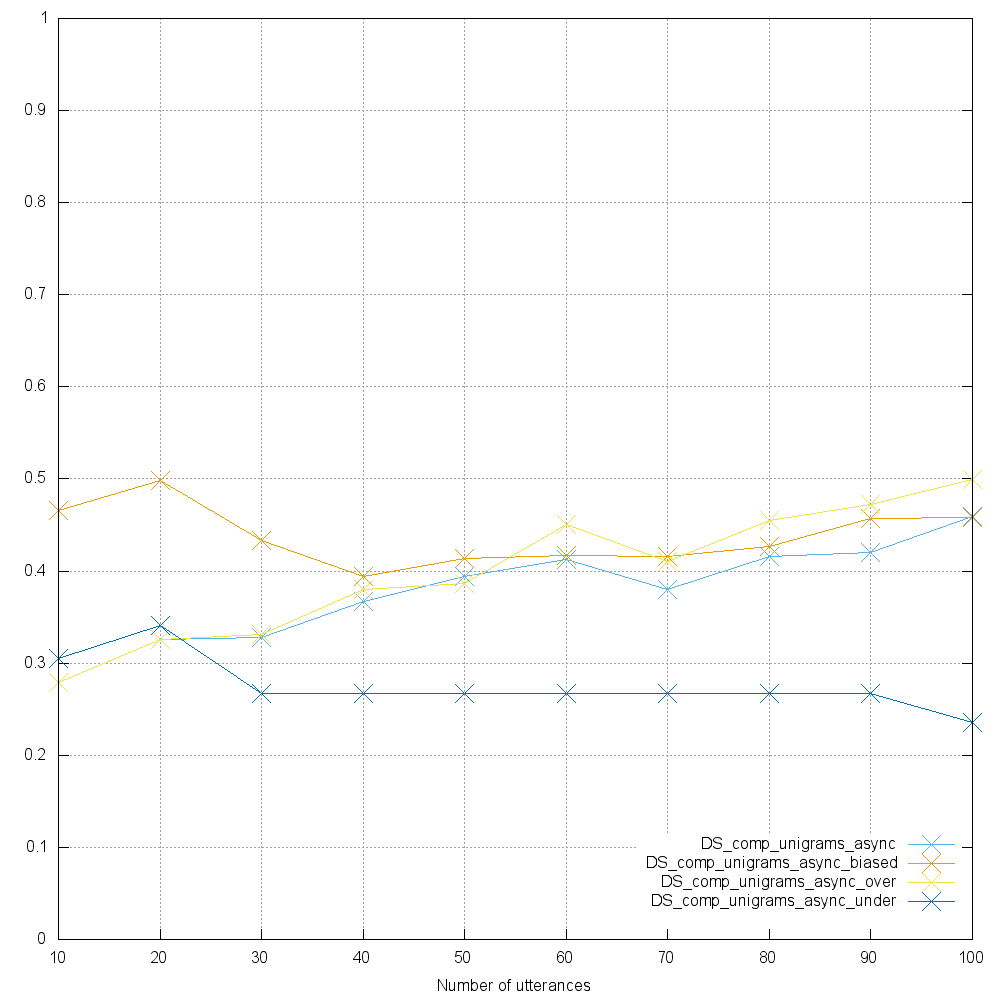 1
0.9
0.8
0.7
0.6
0.5
0.4
0.3
0.2
0.1
0
DS_comp_unigrams_async
DS_comp_unigrams_async_biased
DS_comp_unigrams_async_over
DS_comp_unigrams_async_under
10 20 30 40 50 60 70 80 90 100
Number of utterances